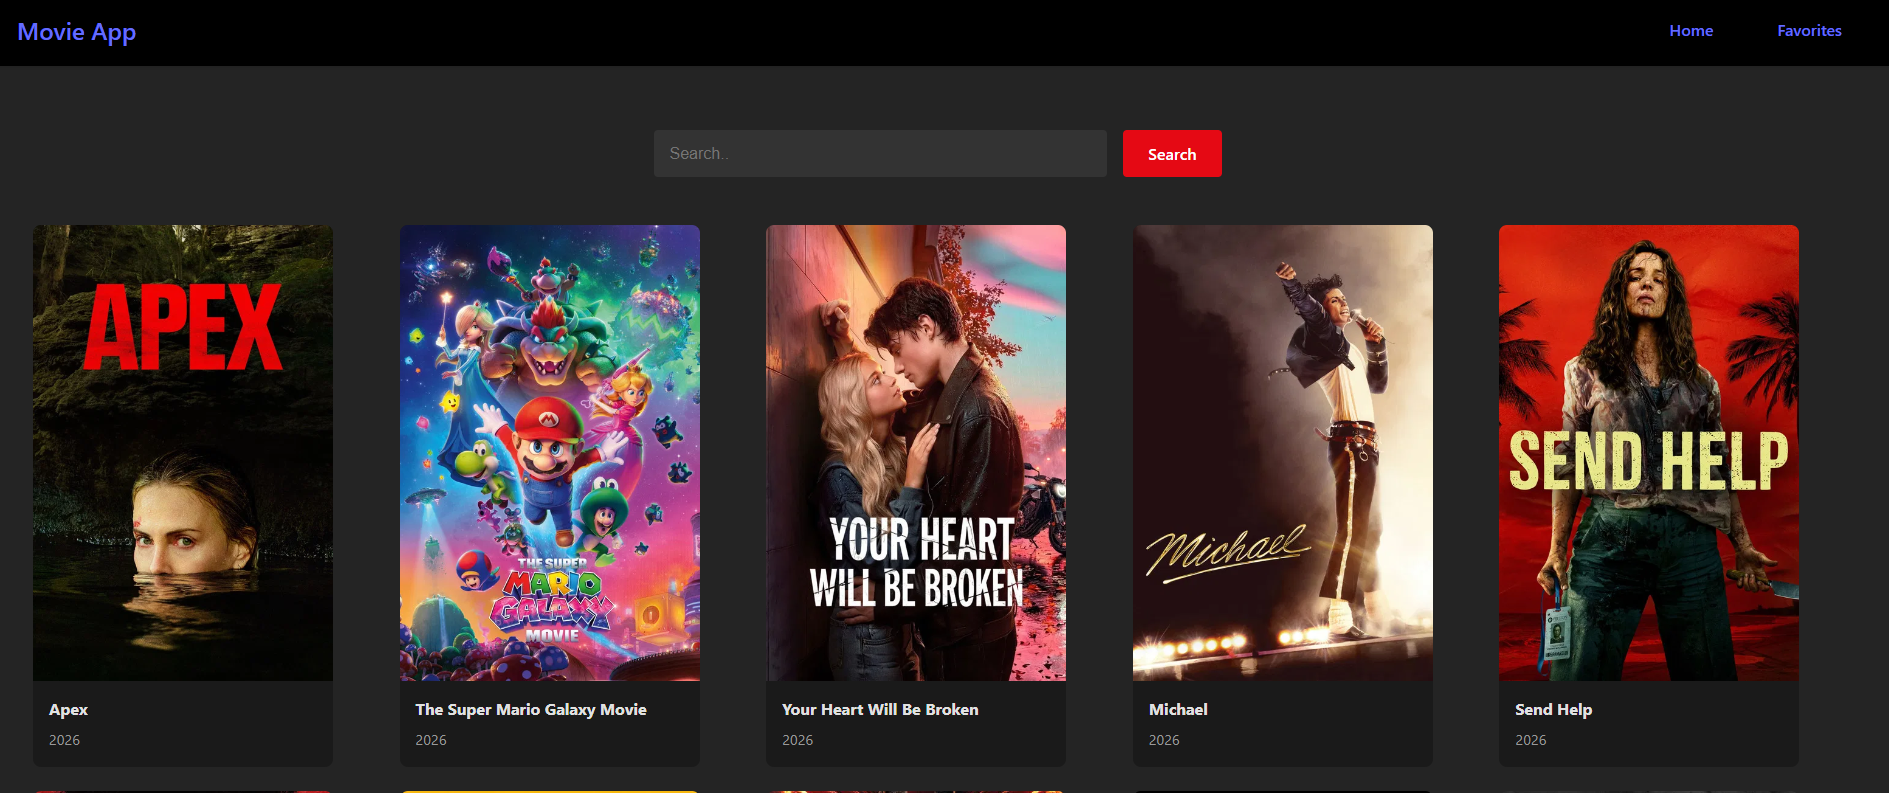 Movie App
Home
Favorites
Search..
Search
APEX
THE SUPER
MARIO
GALAXY
MOVIE
YOUR HEART
WILL BE BROKEN
Michael
SEND HELP
Apex
2026
The Super Mario Galaxy Movie
2026
Your Heart Will Be Broken
2026
Michael
2026
Send Help
2026